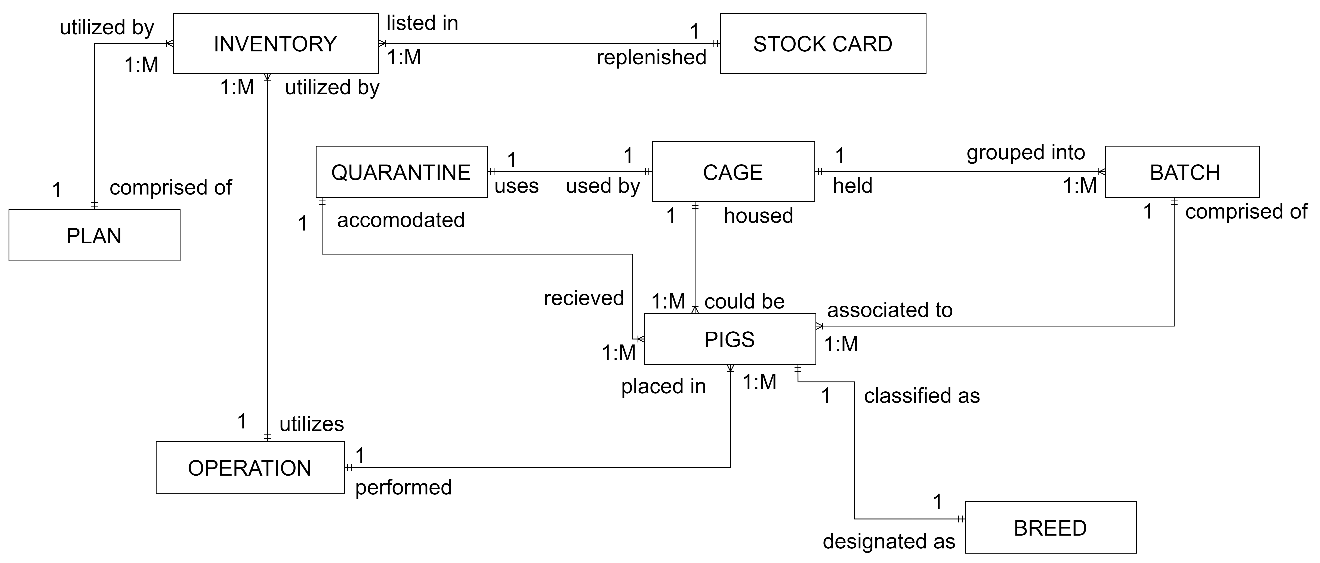 utilized by
listed in
1
INVENTORY
STOCK CARD
1:M
1:M
replenished
1:M
utilized by
1
comprised of
PLAN
QUARANTINE
1
uses
1
used by
CAGE
1
held
grouped into
1:M
BATCH
1
accomodated
1
housed
1
comprised of
recieved
1:M
could be
associated to
PIGS
1:M
1:M
placed in
1:M
1
classified as
1
utilizes
OPERATION
1
performed
1
designated as
BREED